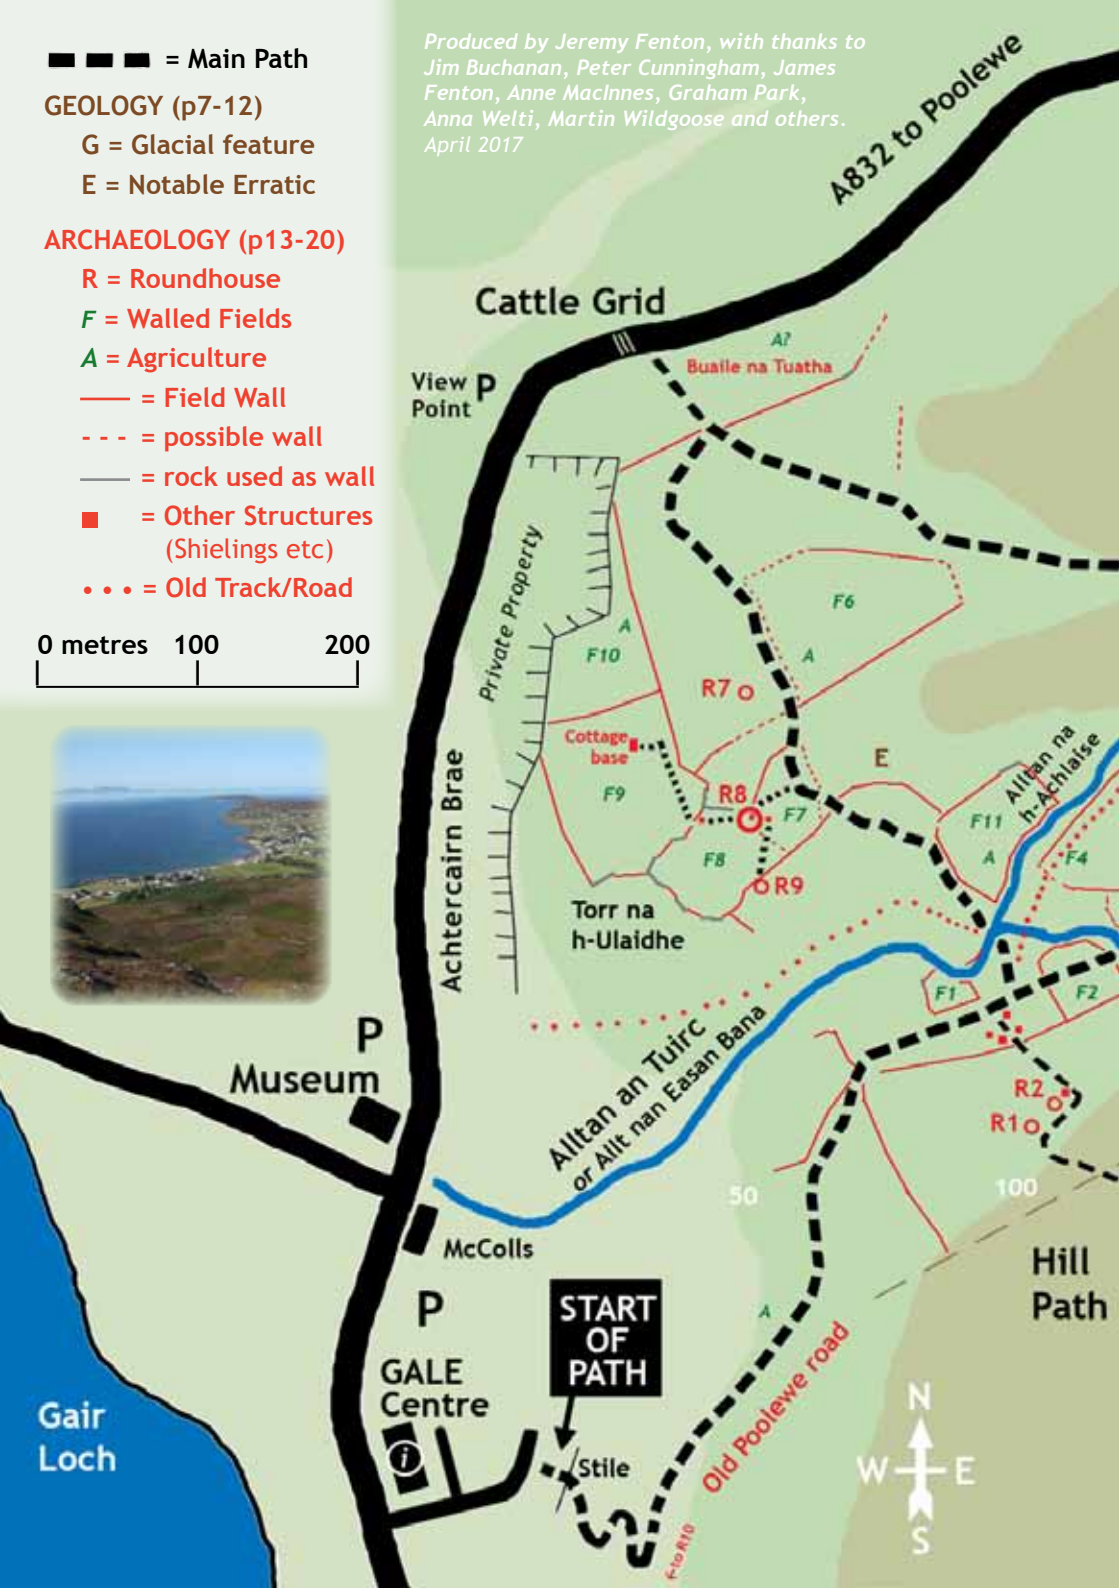 = Main Path
GEOLOGY (p7-12)
G = Glacial feature
E = Notable Erratic
ARCHAEOLOGY (p13-20)
R = Roundhouse
F = Walled Fields
A = Agriculture
= Field Wall
= possible wall
= rock used as wall
= Other Structures
(Shielings etc)
= Old Track/Road
0 metres 100 200
Produced by Jeremy Fenton, with thanks to
Jim Buchanan, Peter Cunningham, James
Fenton, Anne MacInnes, Graham Park,
Anna Welti, Martin Wildgoose and others.
April 2017
A832 to Poolewe
Cattle Grid
View
Point
P
A?
Buaile na Tuatha
Private Property
A
F10
F6
A
R7
Cottage
base
F9
R8
F7
F8
R9
E
Alltan na
h-Achlaise
F11
A
F4
Torr na
h-Ulaidhe
Achtercairn Brae
F1
F2
P
Museum
Alltan an Tuirc
or Allt nan Easan Bana
R2
R1
50
100
McColls
Hill
Path
P
START
OF
PATH
A
GALE
Centre
i
Stile
Old Poolewe road
to R10
Gair
Loch
N
W E
S